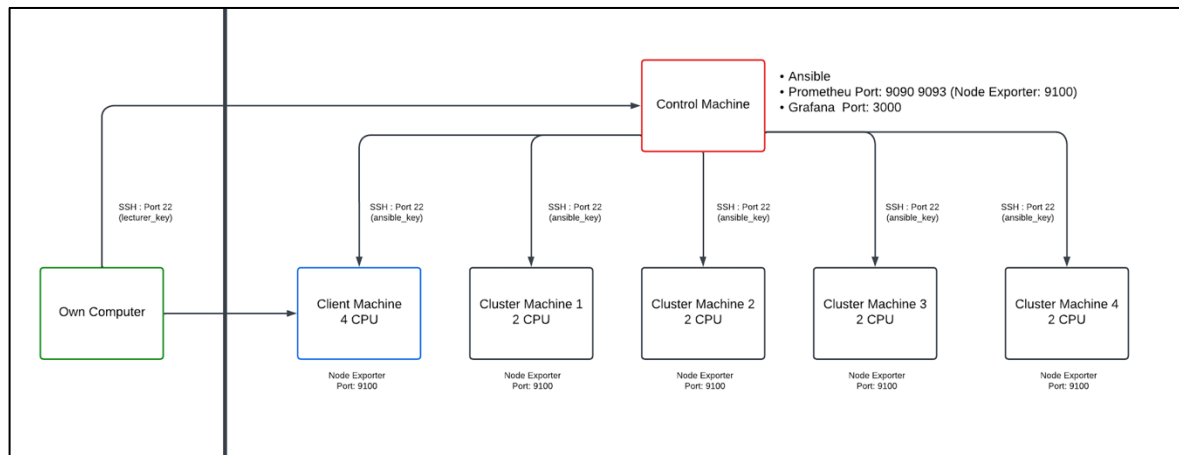 Control Machine
• Ansible
• Prometheu Port: 9090 9093 (Node Exporter: 9100)
• Grafana Port: 3000
SSH : Port 22
(lecturer_key)
SSH : Port 22
(ansible_key)
SSH : Port 22
(ansible_key)
SSH : Port 22
(ansible_key)
SSH : Port 22
(ansible_key)
SSH : Port 22
(ansible_key)
Own Computer
Client Machine
4 CPU
Cluster Machine 1
2 CPU
Cluster Machine 2
2 CPU
Cluster Machine 3
2 CPU
Cluster Machine 4
2 CPU
Node Exporter
Port: 9100
Node Exporter
Port: 9100
Node Exporter
Port: 9100
Node Exporter
Port: 9100
Node Exporter
Port: 9100